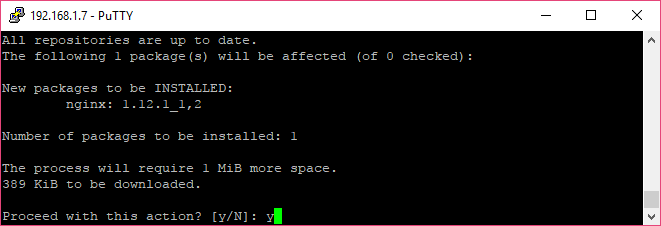 192.168.1.7 - PuTTY
All repositories are up to date.
The following 1 package(s) will be affected (of 0 checked):
New packages to be INSTALLED:
nginx: 1.12.1_1,2
Number of packages to be installed: 1
The process will require 1 MiB more space.
389 KiB to be downloaded.
Proceed with this action? [y/N]: y